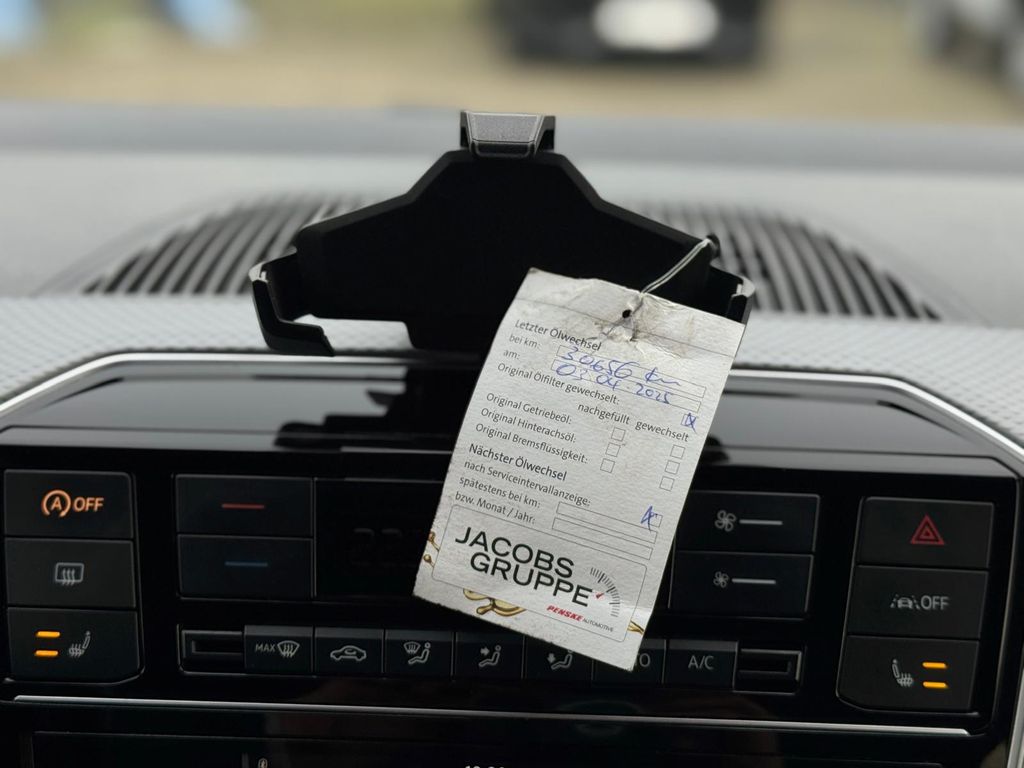 Letzter Ölwechsel
bei km: 30656 km
am: 03.04.2025
Original Ölfilter gewechselt:
nachgefüllt gewechselt
Original Getriebeöl:
Original Hinterachsöl:
Original Bremsflüssigkeit:
Nächster Ölwechsel
nach Serviceintervallanzeige:
spätestens bei km:
bzw. Monat / Jahr:
JACOBS
GRUPPE
PENSKE AUTOMOTIVE
A OFF
OFF
MAX
A/C